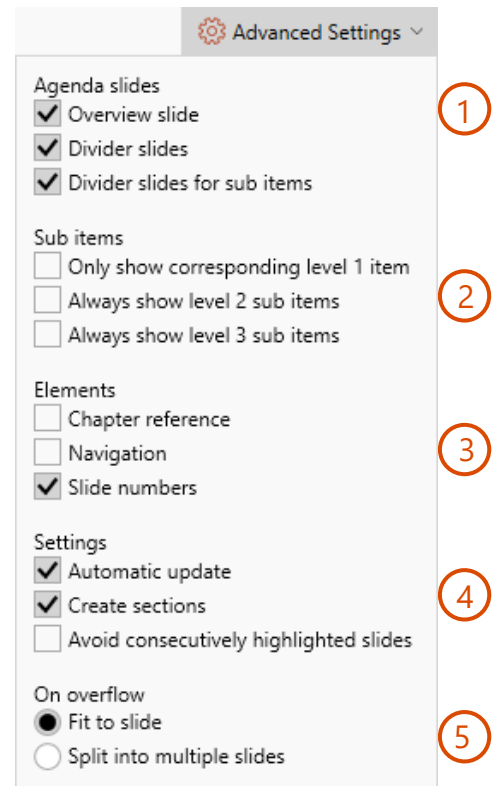 Advanced Settings
Agenda slides
1
Overview slide
Divider slides
Divider slides for sub items
Sub items
Only show corresponding level 1 item
2
Always show level 2 sub items
Always show level 3 sub items
Elements
Chapter reference
3
Navigation
Slide numbers
Settings
Automatic update
4
Create sections
Avoid consecutively highlighted slides
On overflow
Fit to slide
5
Split into multiple slides